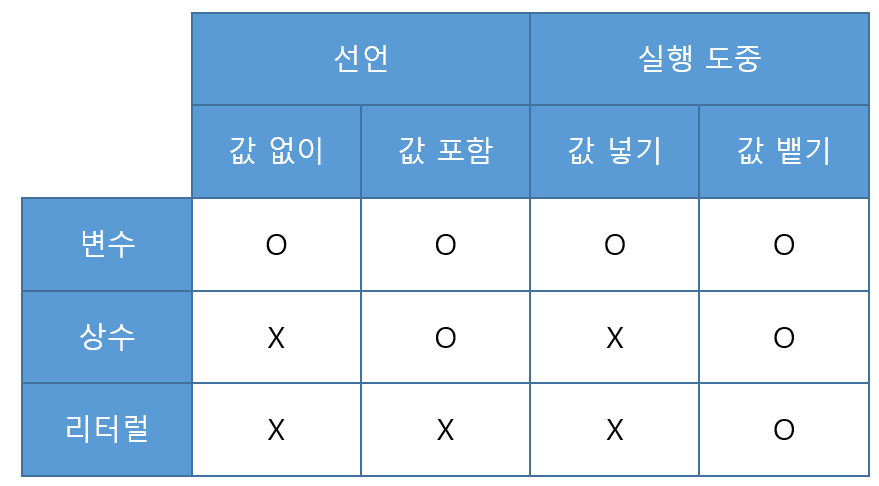 선언 실행 도중
값 없이 값 포함 값 넣기 값 뱉기
변수 O O O O
상수 X O X O
리터럴 X X X O